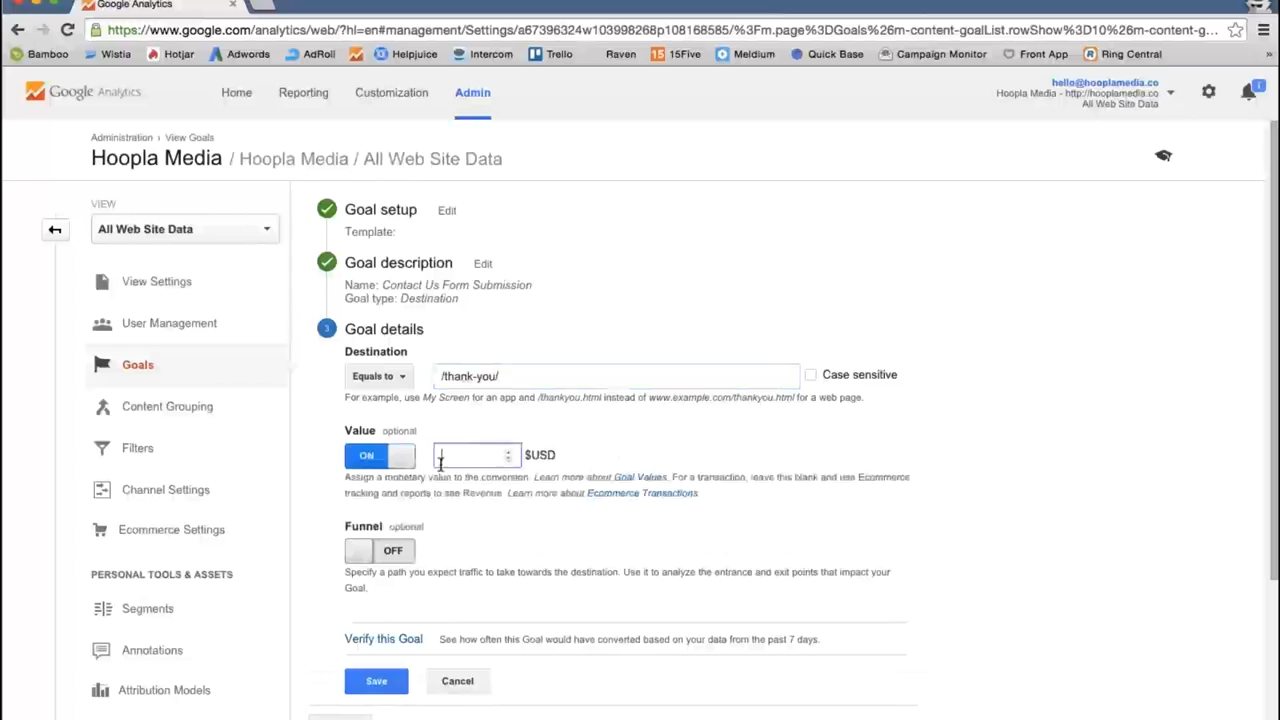 Google Analytics
https://www.google.com/analytics/web/?hl=en#management/Settings/a67396324w103998268p108168585/%3Fm.page%3DGoals%26m-content-goalList.rowShow%3D10%26m-content-g...
Bamboo Wistia Hotjar Adwords AdRoll Helpjuice Intercom Trello Raven 15Five Meldium Quick Base Campaign Monitor Front App Ring Central »
Google Analytics Home Reporting Customization Admin
hello@hooplamedia.co
Hoopla Media - http://hooplamedia.co
All Web Site Data
Administration › View Goals
Hoopla Media / Hoopla Media / All Web Site Data
VIEW
All Web Site Data
View Settings
User Management
Goals
Content Grouping
Filters
Channel Settings
Ecommerce Settings
PERSONAL TOOLS & ASSETS
Segments
Annotations
Attribution Models
Goal setup Edit
Template:
Goal description Edit
Name: Contact Us Form Submission
Goal type: Destination
3 Goal details
Destination
Equals to /thank-you/ Case sensitive
For example, use My Screen for an app and /thankyou.html instead of www.example.com/thankyou.html for a web page.
Value optional
ON $USD
Assign a monetary value to the conversion. Learn more about Goal Values. For a transaction, leave this blank and use Ecommerce
tracking and reports to see Revenue. Learn more about Ecommerce Transactions.
Funnel optional
OFF
Specify a path you expect traffic to take towards the destination. Use it to analyze the entrance and exit points that impact your
Goal.
Verify this Goal See how often this Goal would have converted based on your data from the past 7 days.
Save Cancel